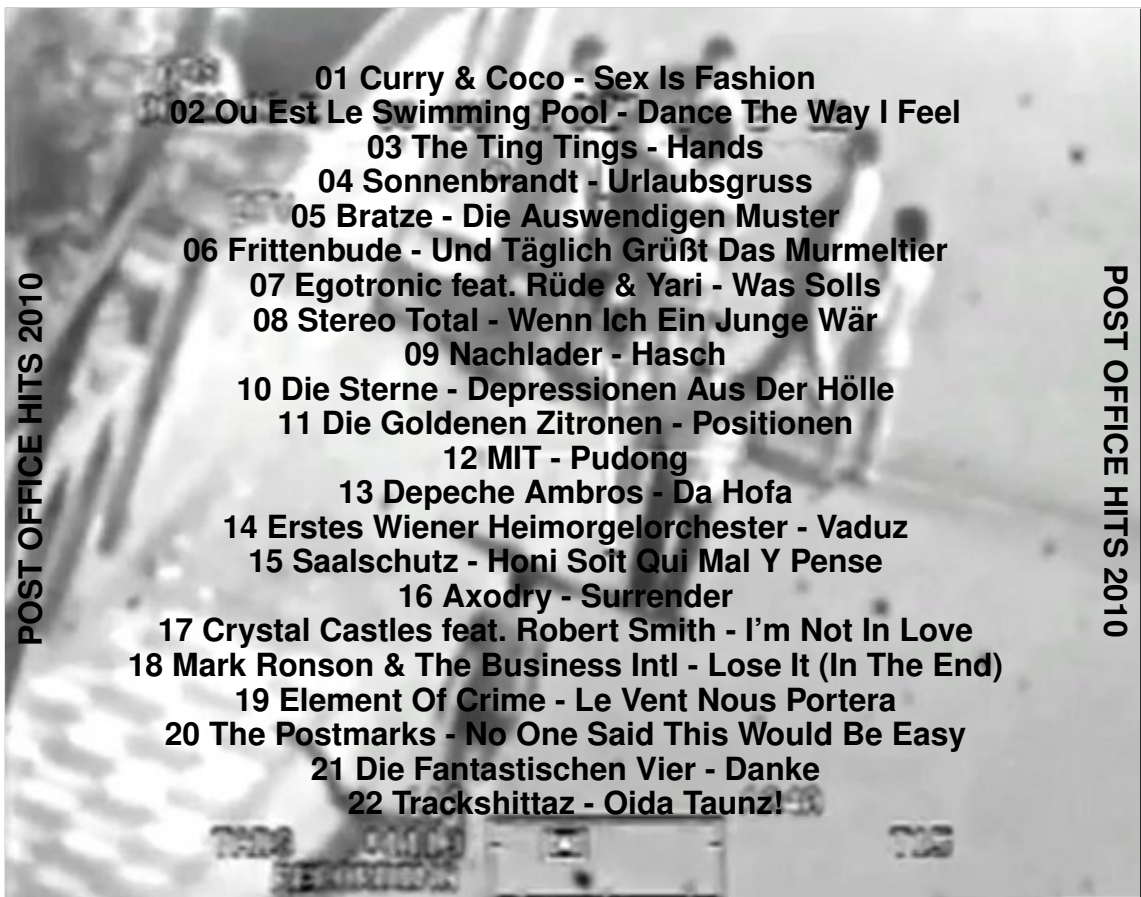 POST OFFICE HITS 2010
01 Curry & Coco - Sex Is Fashion
02 Ou Est Le Swimming Pool - Dance The Way I Feel
03 The Ting Tings - Hands
04 Sonnenbrandt - Urlaubsgruss
05 Bratze - Die Auswendigen Muster
06 Frittenbude - Und Täglich Grüßt Das Murmeltier
07 Egotronic feat. Rüde & Yari - Was Solls
08 Stereo Total - Wenn Ich Ein Junge Wär
09 Nachlader - Hasch
10 Die Sterne - Depressionen Aus Der Hölle
11 Die Goldenen Zitronen - Positionen
12 MIT - Pudong
13 Depeche Ambros - Da Hofa
14 Erstes Wiener Heimorgelorchester - Vaduz
15 Saalschutz - Honi Soit Qui Mal Y Pense
16 Axodry - Surrender
17 Crystal Castles feat. Robert Smith - I'm Not In Love
18 Mark Ronson & The Business Intl - Lose It (In The End)
19 Element Of Crime - Le Vent Nous Portera
20 The Postmarks - No One Said This Would Be Easy
21 Die Fantastischen Vier - Danke
22 Trackshittaz - Oida Taunz!
POST OFFICE HITS 2010